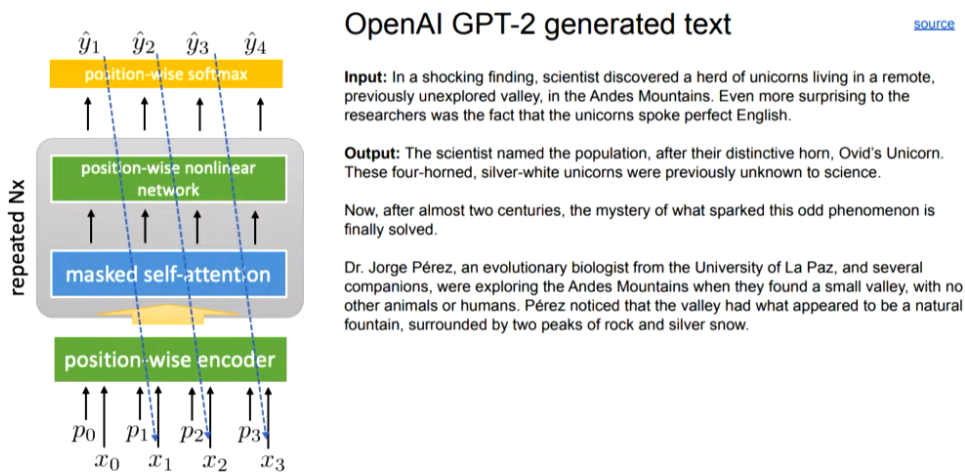 ŷ₁ ŷ₂ ŷ₃ ŷ₄
position-wise softmax
position-wise nonlinear
network
repeated Nx
masked self-attention
position-wise encoder
p₀ p₁ p₂ p₃
x₀ x₁ x₂ x₃
OpenAI GPT-2 generated text
source
Input: In a shocking finding, scientist discovered a herd of unicorns living in a remote,
previously unexplored valley, in the Andes Mountains. Even more surprising to the
researchers was the fact that the unicorns spoke perfect English.
Output: The scientist named the population, after their distinctive horn, Ovid's Unicorn.
These four-horned, silver-white unicorns were previously unknown to science.
Now, after almost two centuries, the mystery of what sparked this odd phenomenon is
finally solved.
Dr. Jorge Pérez, an evolutionary biologist from the University of La Paz, and several
companions, were exploring the Andes Mountains when they found a small valley, with no
other animals or humans. Pérez noticed that the valley had what appeared to be a natural
fountain, surrounded by two peaks of rock and silver snow.